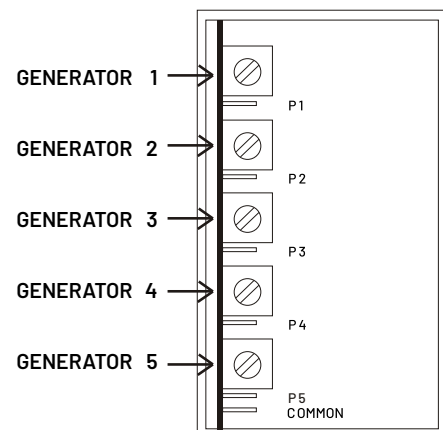 GENERATOR 1
P1
GENERATOR 2
P2
GENERATOR 3
P3
GENERATOR 4
P4
GENERATOR 5
P5
COMMON